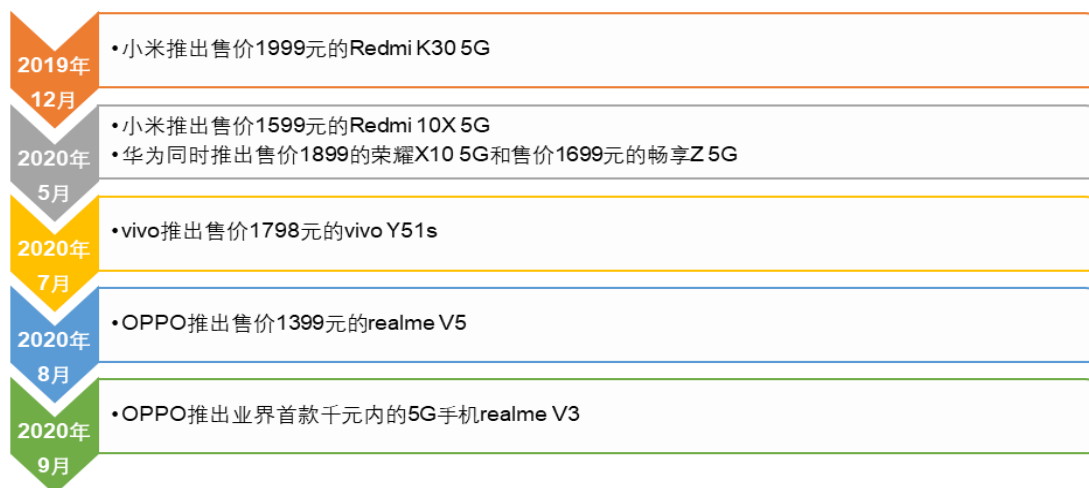 2019年
12月
•小米推出售价1999元的Redmi K30 5G
2020年
5月
•小米推出售价1599元的Redmi 10X 5G
•华为同时推出售价1899的荣耀X10 5G和售价1699元的畅享Z 5G
2020年
7月
•vivo推出售价1798元的vivo Y51s
2020年
8月
•OPPO推出售价1399元的realme V5
2020年
9月
•OPPO推出业界首款千元内的5G手机realme V3